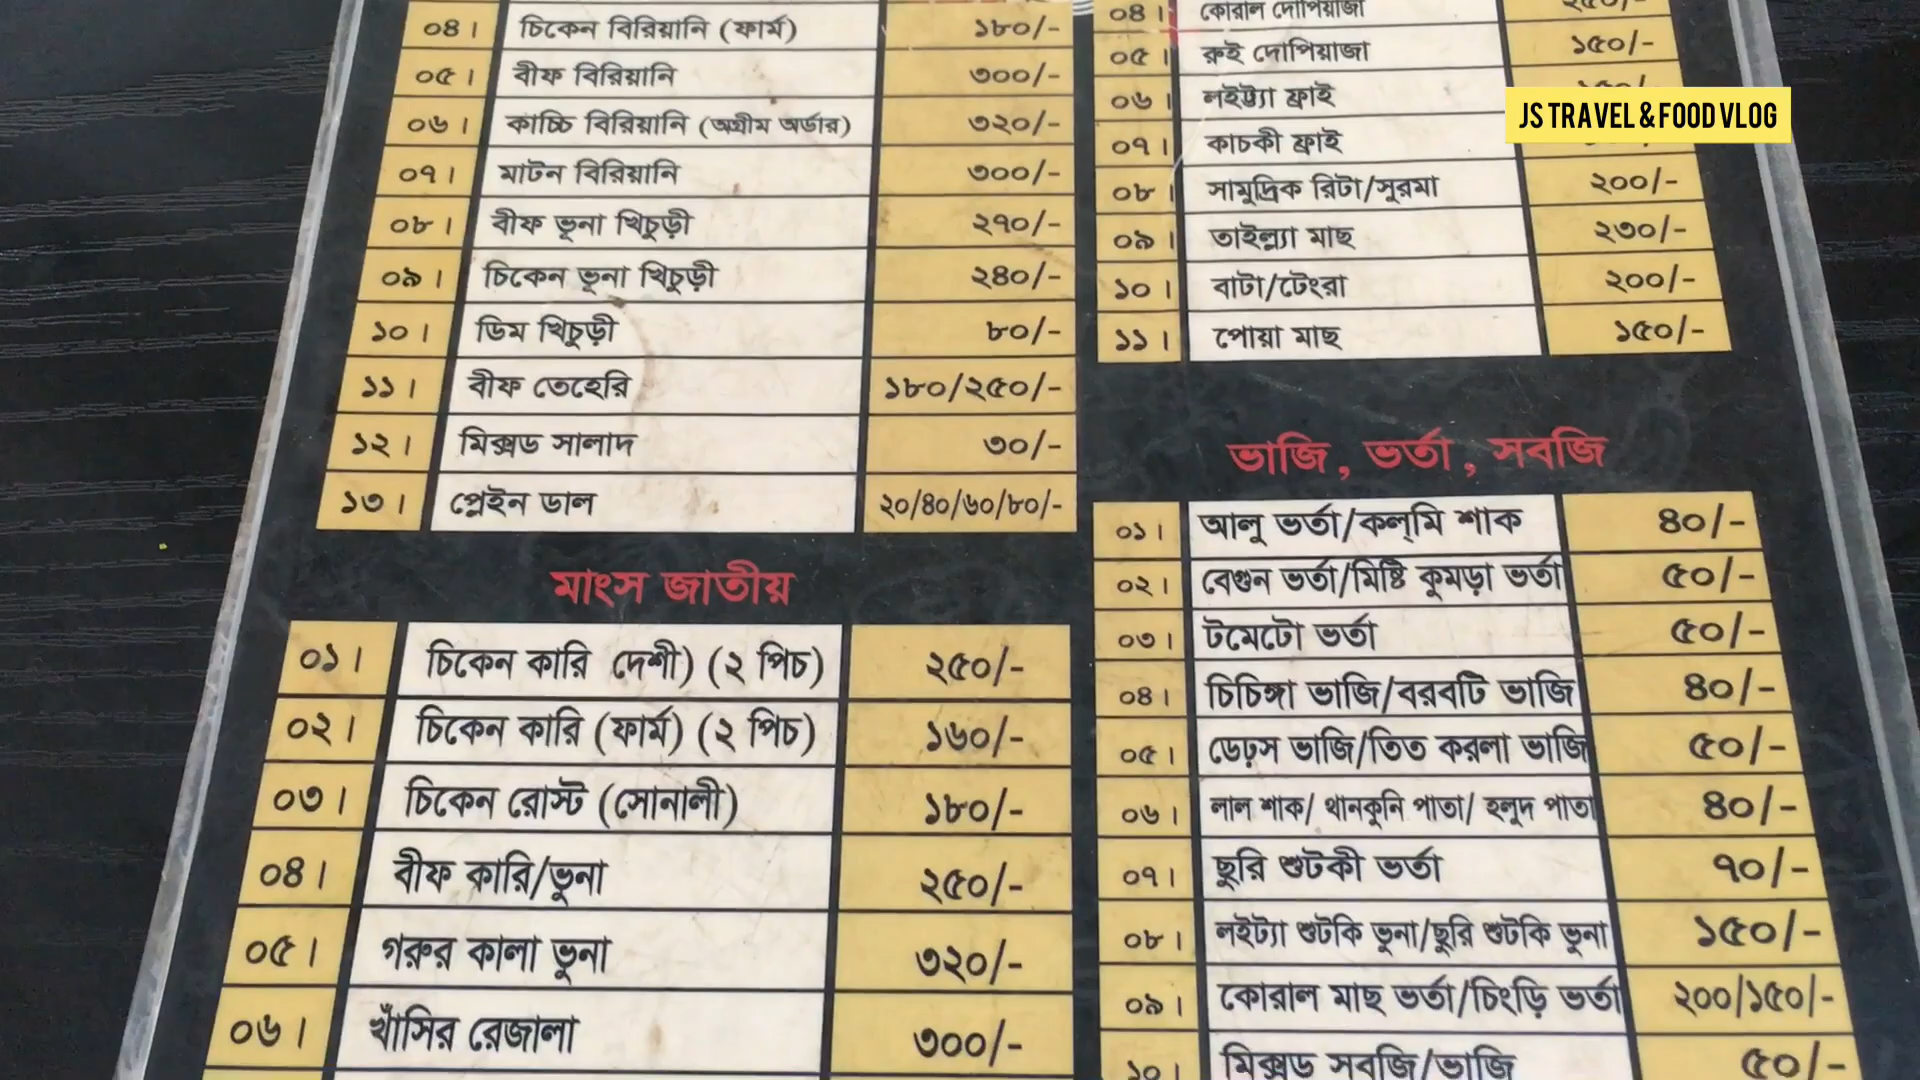 ০৪। চিকেন বিরিয়ানি (ফার্ম) ১৮০/-
০৫। বীফ বিরিয়ানি ৩০০/-
০৬। কাচ্চি বিরিয়ানি (অগ্রীম অর্ডার) ৩২০/-
০৭। মাটন বিরিয়ানি ৩০০/-
০৮। বীফ ভূনা খিচুড়ী ২৭০/-
০৯। চিকেন ভূনা খিচুড়ী ২৪০/-
১০। ডিম খিচুড়ী ৮০/-
১১। বীফ তেহেরি ১৮০/২৫০/-
১২। মিক্সড সালাদ ৩০/-
১৩। প্লেইন ডাল ২০/৪০/৬০/৮০/-
মাংস জাতীয়
০১। চিকেন কারি দেশী) (২ পিচ) ২৫০/-
০২। চিকেন কারি (ফার্ম) (২ পিচ) ১৬০/-
০৩। চিকেন রোস্ট (সোনালী) ১৮০/-
০৪। বীফ কারি/ভুনা ২৫০/-
০৫। গরুর কালা ভুনা ৩২০/-
০৬। খাঁসির রেজালা ৩০০/-
০৪। কোরাল দোপিয়াজা ২৫০/-
০৫। রুই দোপিয়াজা ১৫০/-
০৬। লইট্যা ফ্রাই
০৭। কাচকী ফ্রাই
০৮। সামুদ্রিক রিটা/সুরমা ২০০/-
০৯। তাইল্ল্যা মাছ ২৩০/-
১০। বাটা/টেংরা ২০০/-
১১। পোয়া মাছ ১৫০/-
ভাজি, ভর্তা, সবজি
০১। আলু ভর্তা/কল্‌মি শাক ৪০/-
০২। বেগুন ভর্তা/মিষ্টি কুমড়া ভর্তা ৫০/-
০৩। টমেটো ভর্তা ৫০/-
০৪। চিচিঙ্গা ভাজি/বরবটি ভাজি ৪০/-
০৫। ঢেঢ়স ভাজি/তিত করলা ভাজি ৫০/-
০৬। লাল শাক/ থানকুনি পাতা/ হলুদ পাতা ৪০/-
০৭। ছুরি শুটকী ভর্তা ৭০/-
০৮। লইট্যা শুটকি ভুনা/ছুরি শুটকি ভুনা ১৫০/-
০৯। কোরাল মাছ ভর্তা/চিংড়ি ভর্তা ২০০/১৫০/-
১০। মিক্সড সবজি/ভাজি ৫০/-
JS TRAVEL & FOOD VLOG